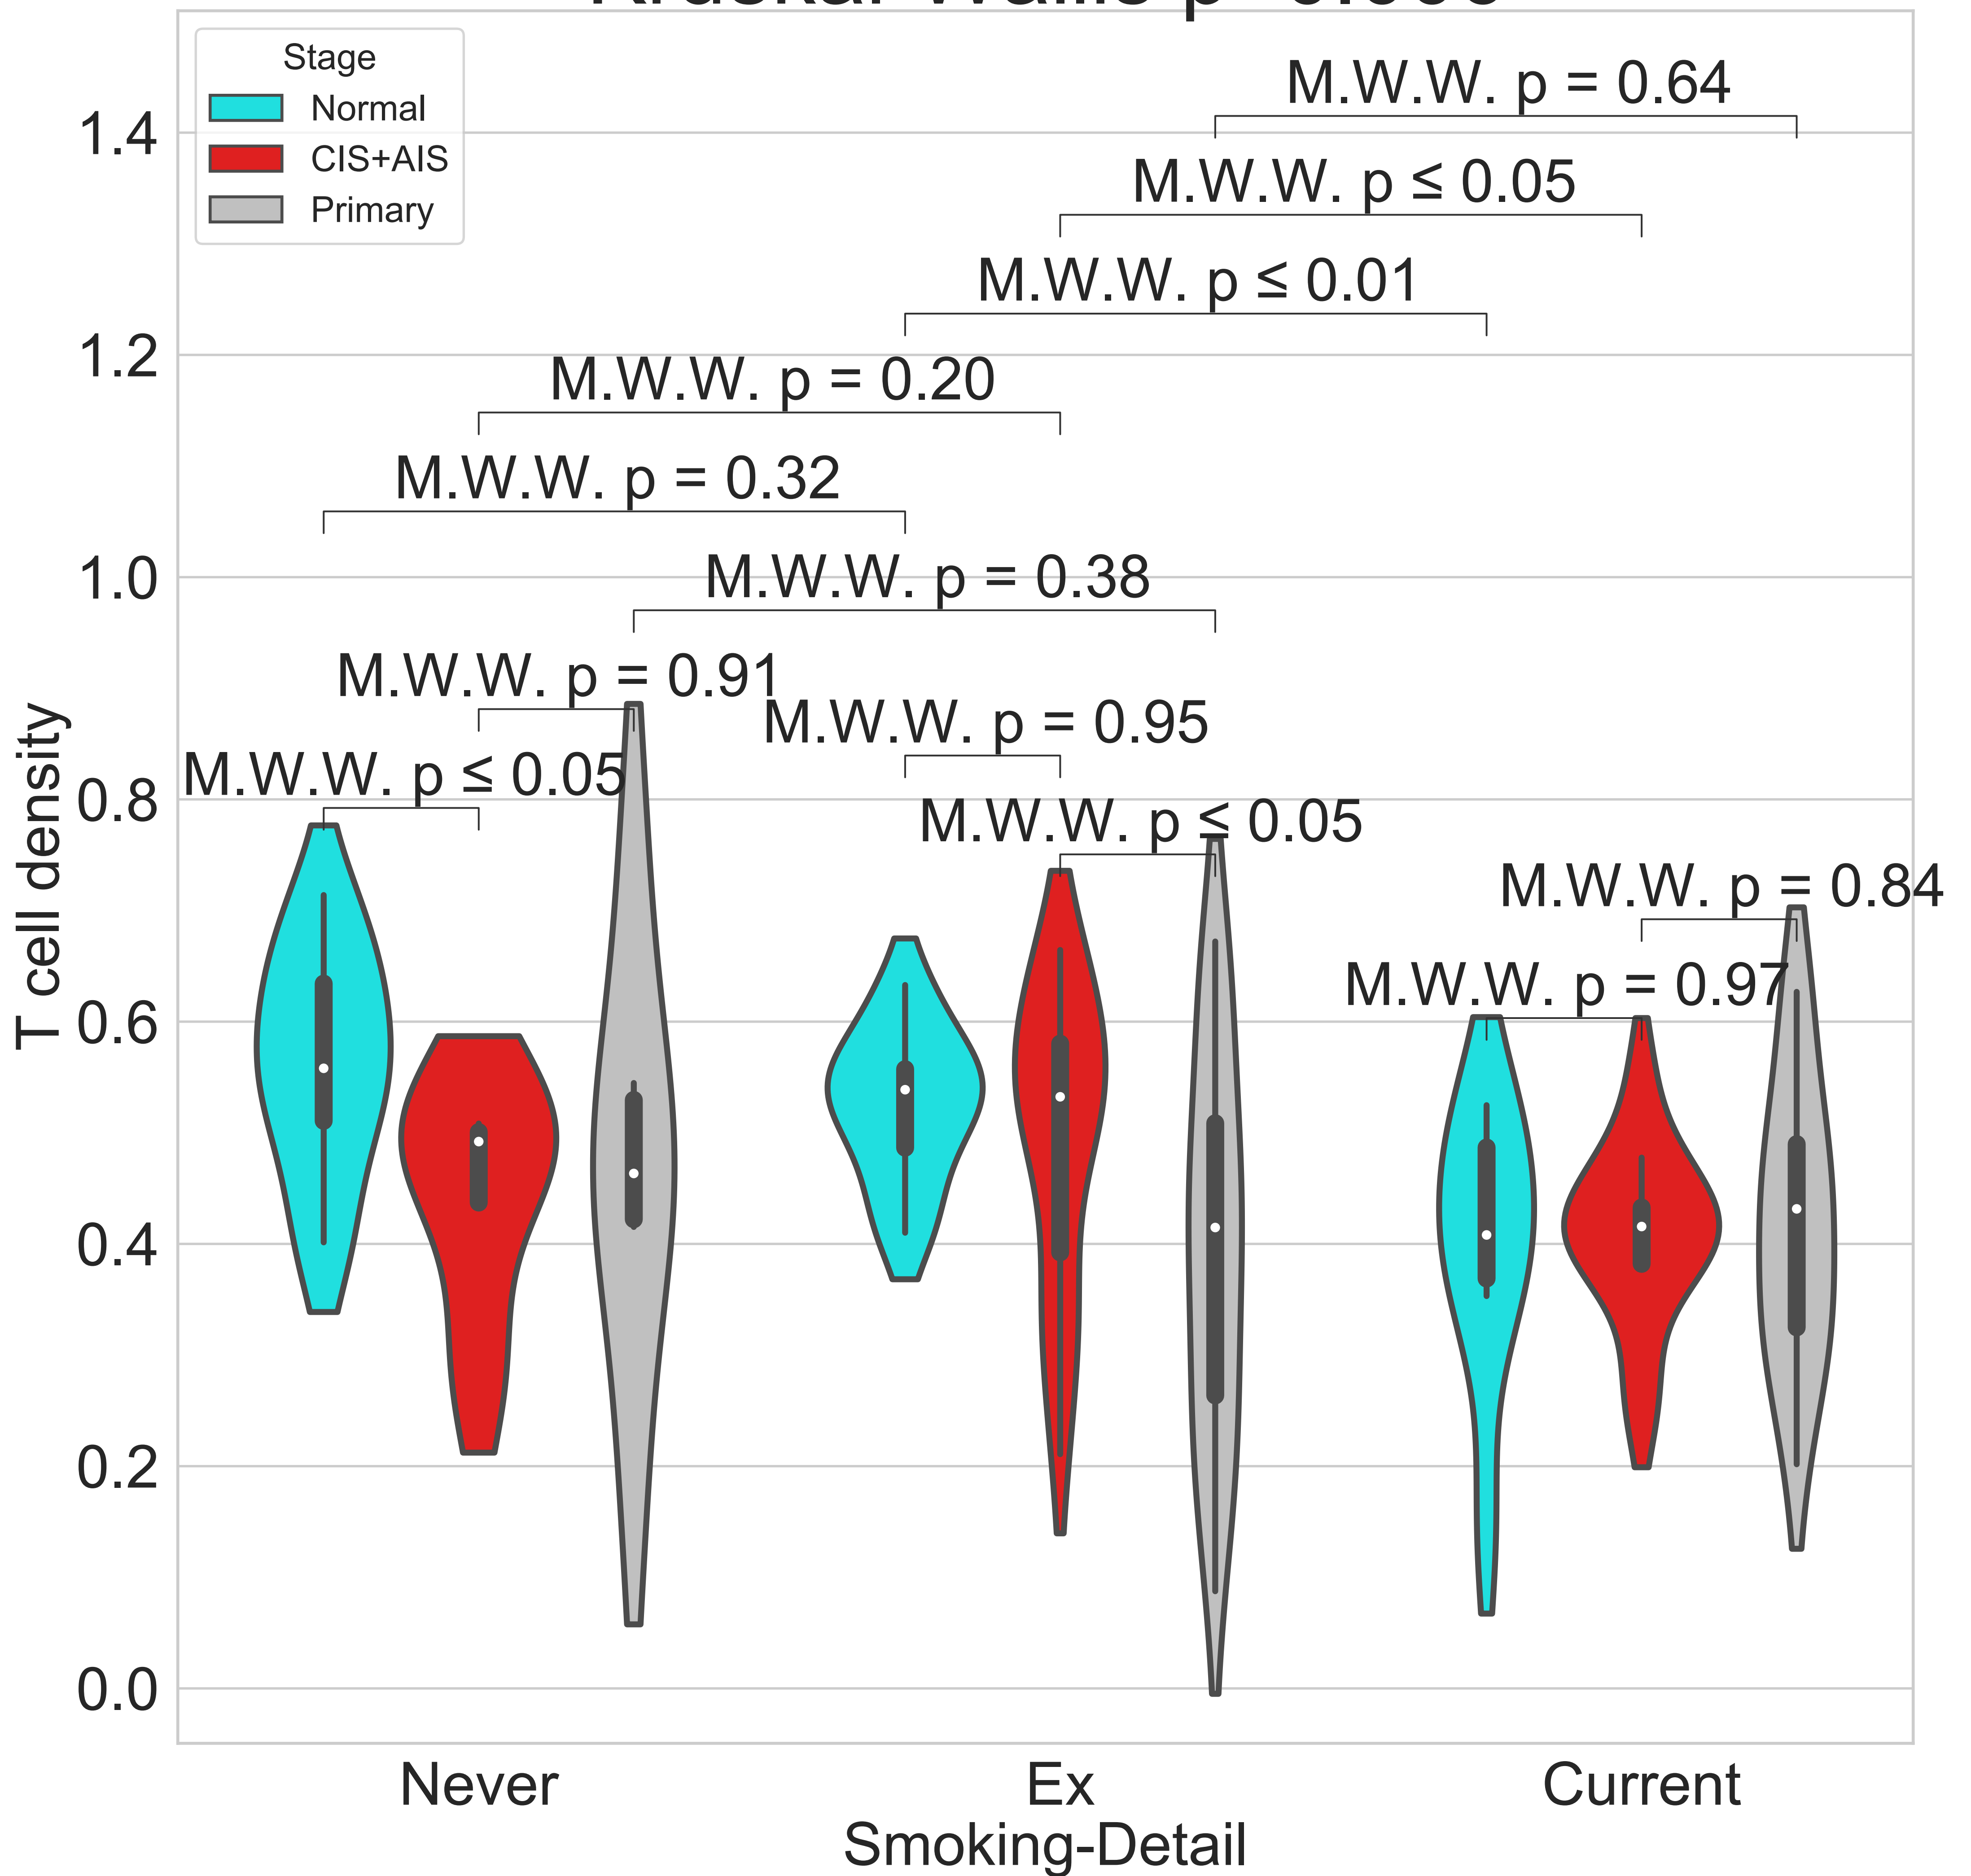 Stage
Normal
CIS+AIS
Primary
M.W.W. p = 0.64
M.W.W. p ≤ 0.05
M.W.W. p ≤ 0.01
M.W.W. p = 0.20
M.W.W. p = 0.32
M.W.W. p = 0.38
M.W.W. p = 0.91
M.W.W. p = 0.95
M.W.W. p ≤ 0.05
M.W.W. p ≤ 0.05
M.W.W. p = 0.84
M.W.W. p = 0.97
1.4
1.2
1.0
0.8
0.6
0.4
0.2
0.0
T cell density
Never
Ex
Current
Smoking-Detail